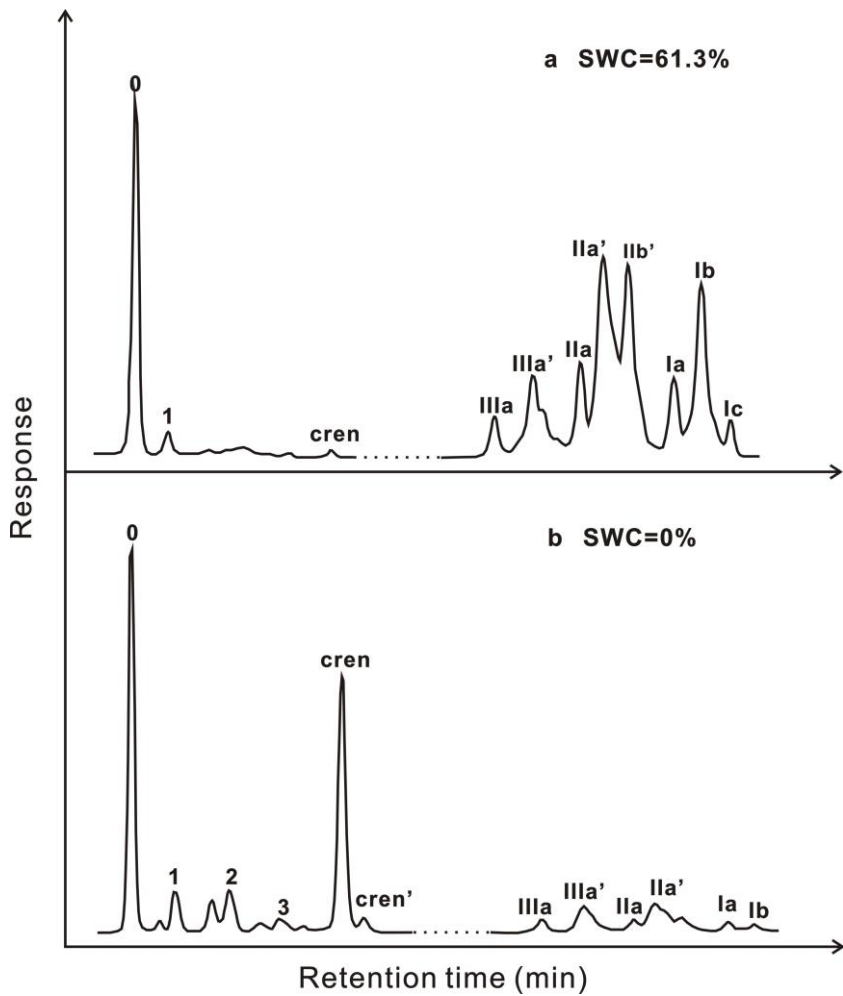 a SWC=61.3%
0
IIa’
IIb’
Ib
IIIa’
IIa
Ia
1
IIIa
Ic
cren
Response
b SWC=0%
0
cren
1
2
3
cren’
IIIa
IIIa’
IIa
IIa’
Ia
Ib
Retention time (min)